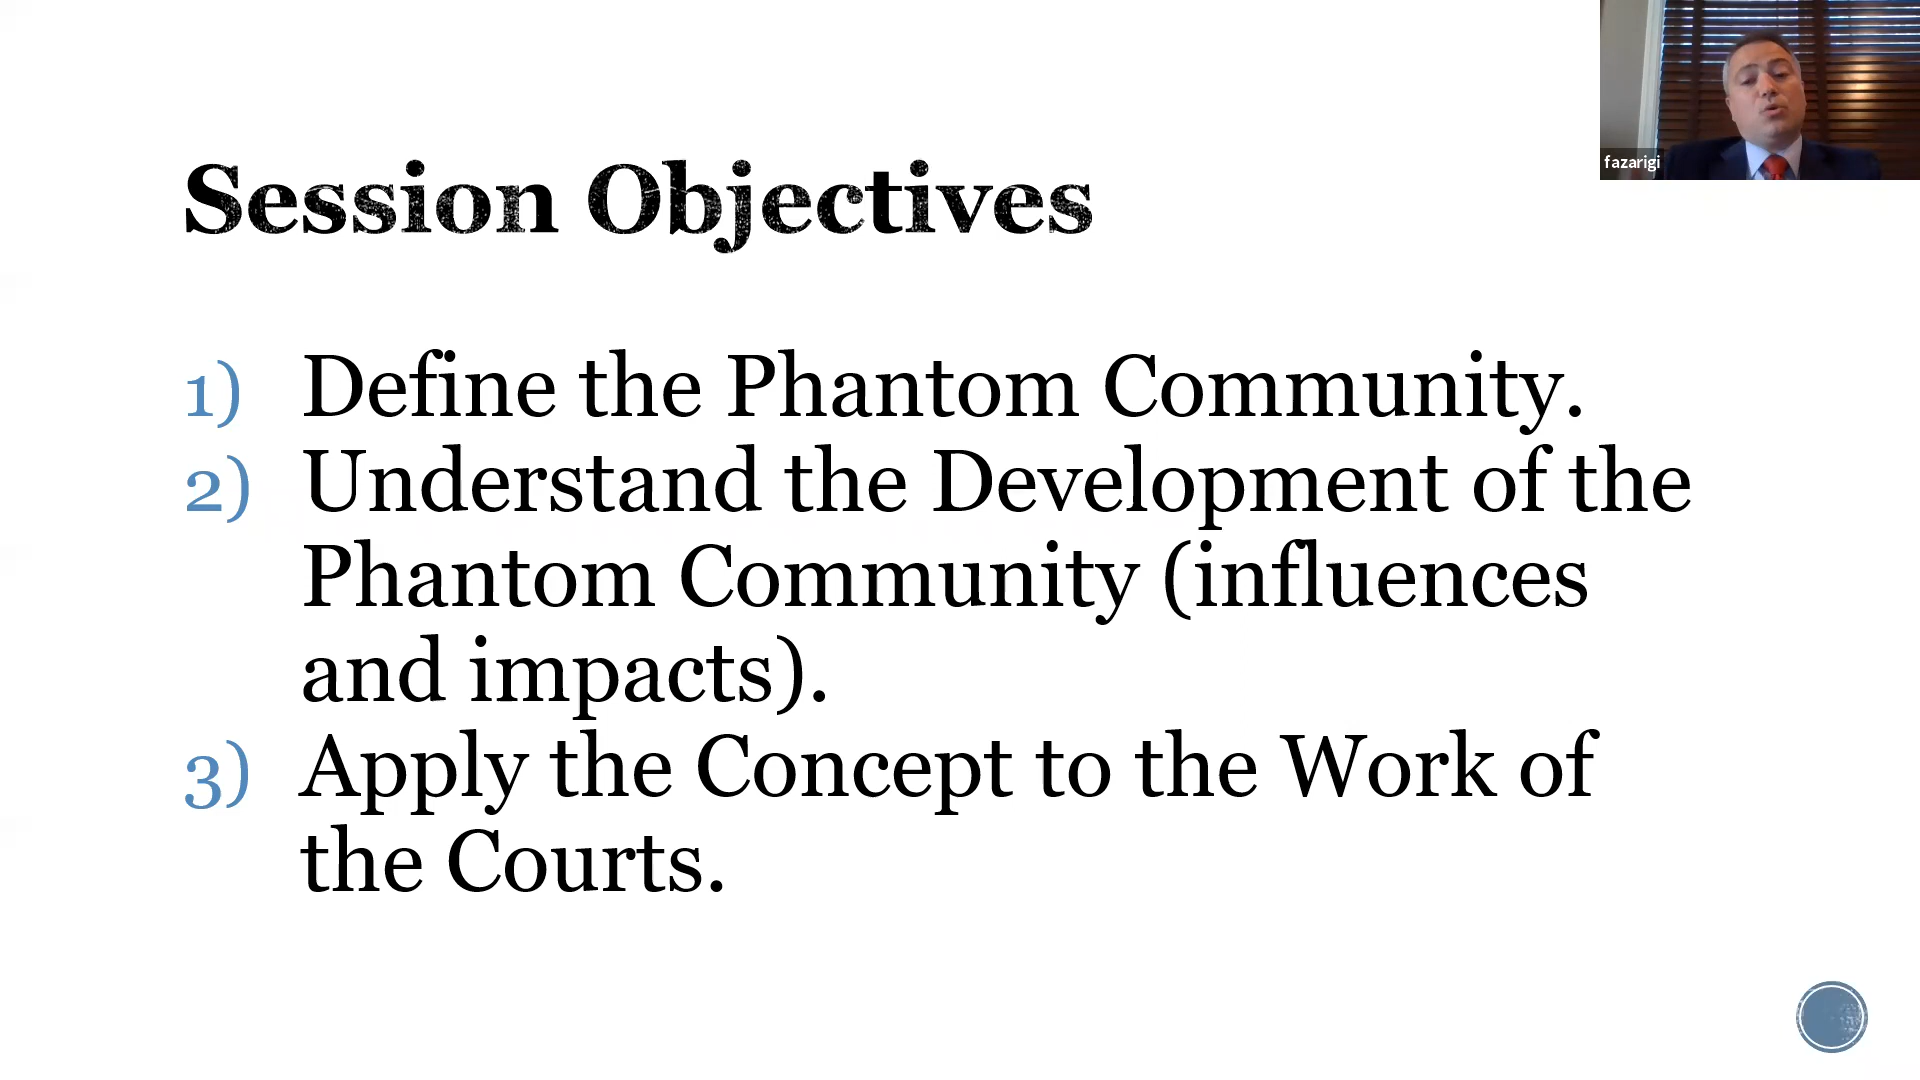 fazarigi
Session Objectives
1) Define the Phantom Community.
2) Understand the Development of the
Phantom Community (influences
and impacts).
3) Apply the Concept to the Work of
the Courts.